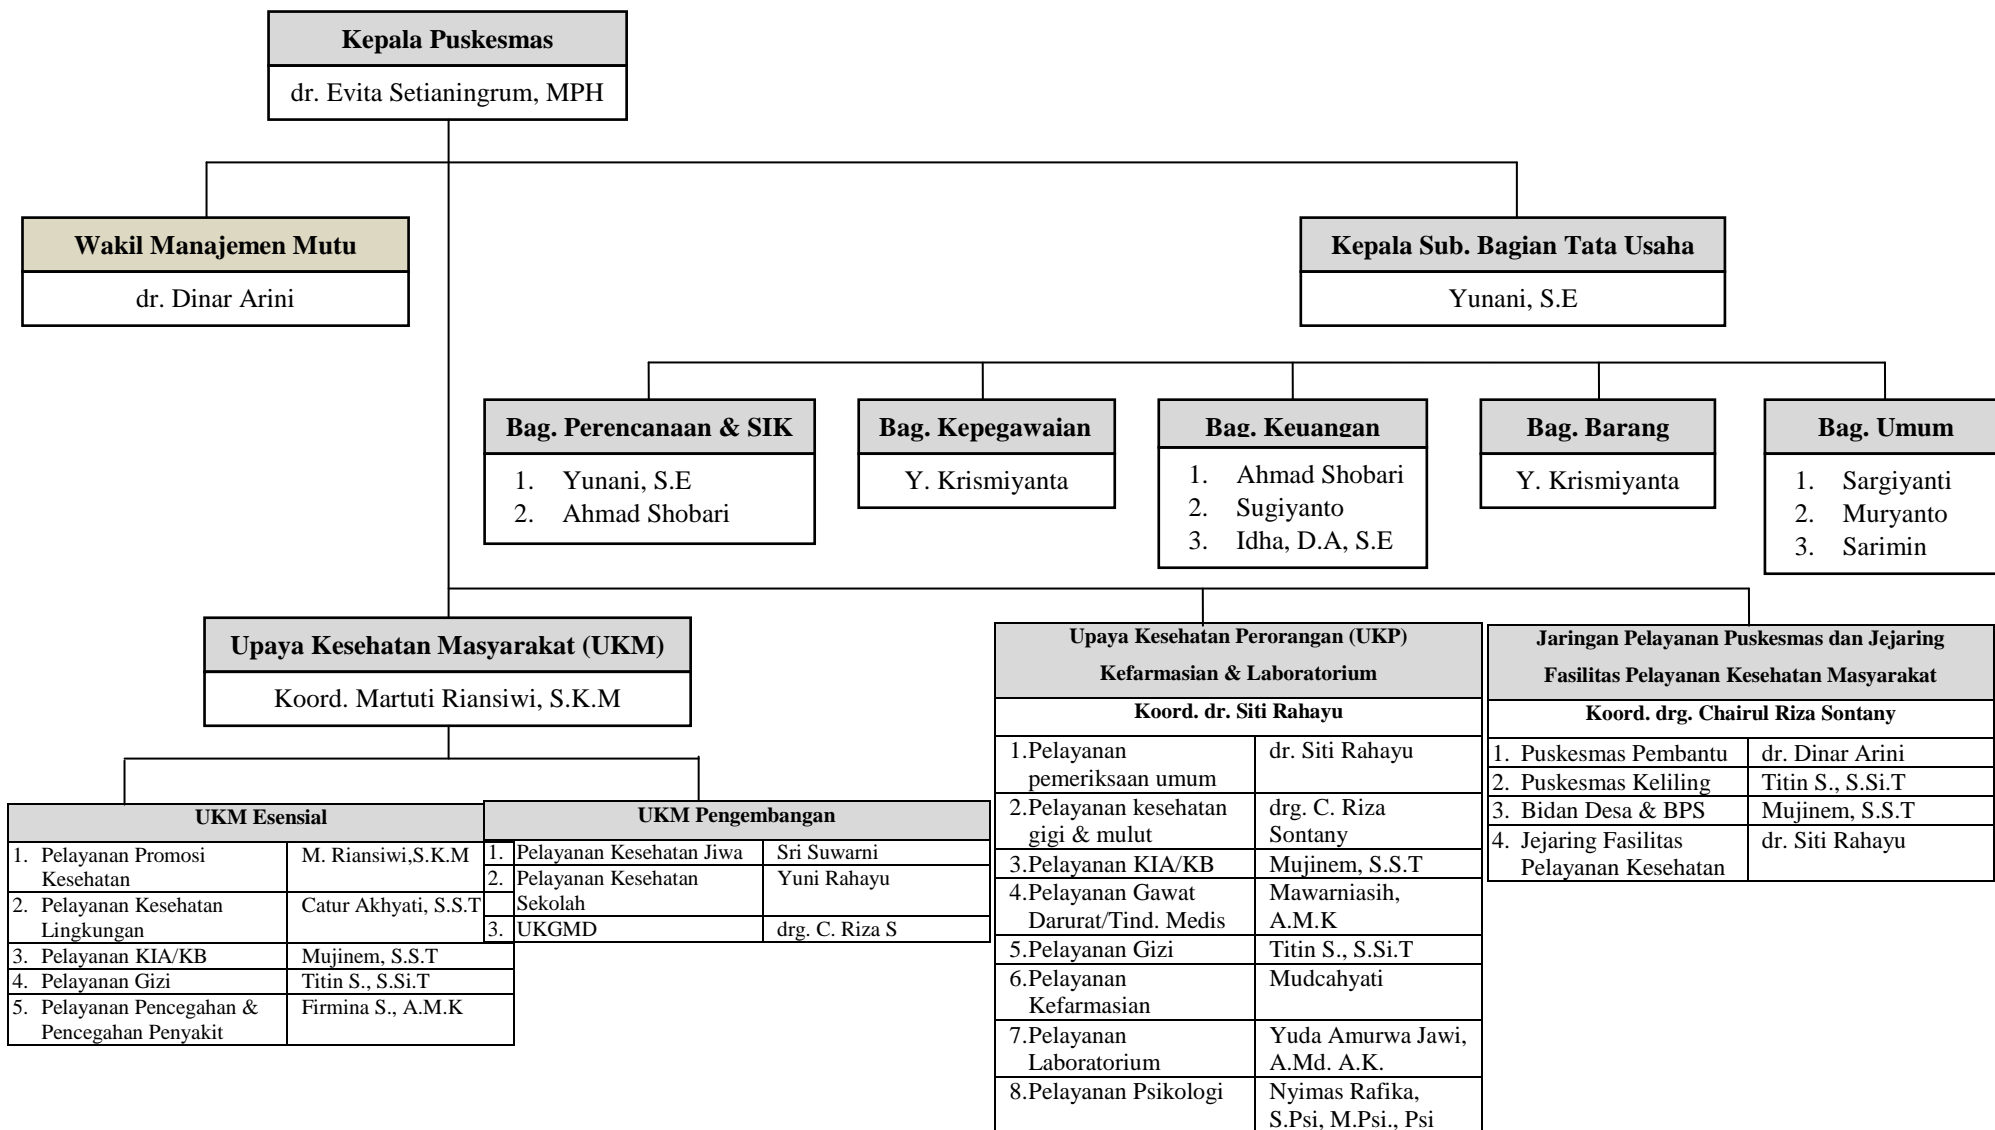 Kepala Puskesmas
dr. Evita Setianingrum, MPH
Wakil Manajemen Mutu
dr. Dinar Arini
Kepala Sub. Bagian Tata Usaha
Yunani, S.E
Bag. Perencanaan & SIK
1. Yunani, S.E
2. Ahmad Shobari
Bag. Kepegawaian
Y. Krismiyanta
Bag. Keuangan
1. Ahmad Shobari
2. Sugiyanto
3. Idha, D.A, S.E
Bag. Barang
Y. Krismiyanta
Bag. Umum
1. Sargiyanti
2. Muryanto
3. Sarimin
Upaya Kesehatan Masyarakat (UKM)
Koord. Martuti Riansiwi, S.K.M
UKM Esensial
1. Pelayanan Promosi M. Riansiwi,S.K.M
Kesehatan
2. Pelayanan Kesehatan Catur Akhyati, S.S.T
Lingkungan
3. Pelayanan KIA/KB Mujinem, S.S.T
4. Pelayanan Gizi Titin S., S.Si.T
5. Pelayanan Pencegahan & Firmina S., A.M.K
Pencegahan Penyakit
UKM Pengembangan
1. Pelayanan Kesehatan Jiwa Sri Suwarni
2. Pelayanan Kesehatan Yuni Rahayu
Sekolah
3. UKGMD drg. C. Riza S
Upaya Kesehatan Perorangan (UKP)
Kefarmasian & Laboratorium
Koord. dr. Siti Rahayu
1.Pelayanan dr. Siti Rahayu
pemeriksaan umum
2.Pelayanan kesehatan drg. C. Riza
gigi & mulut Sontany
3.Pelayanan KIA/KB Mujinem, S.S.T
4.Pelayanan Gawat Mawarniasih,
Darurat/Tind. Medis A.M.K
5.Pelayanan Gizi Titin S., S.Si.T
6.Pelayanan Mudcahyati
Kefarmasian
7.Pelayanan Yuda Amurwa Jawi,
Laboratorium A.Md. A.K.
8.Pelayanan Psikologi Nyimas Rafika,
S.Psi, M.Psi., Psi
Jaringan Pelayanan Puskesmas dan Jejaring
Fasilitas Pelayanan Kesehatan Masyarakat
Koord. drg. Chairul Riza Sontany
1. Puskesmas Pembantu dr. Dinar Arini
2. Puskesmas Keliling Titin S., S.Si.T
3. Bidan Desa & BPS Mujinem, S.S.T
4. Jejaring Fasilitas dr. Siti Rahayu
Pelayanan Kesehatan